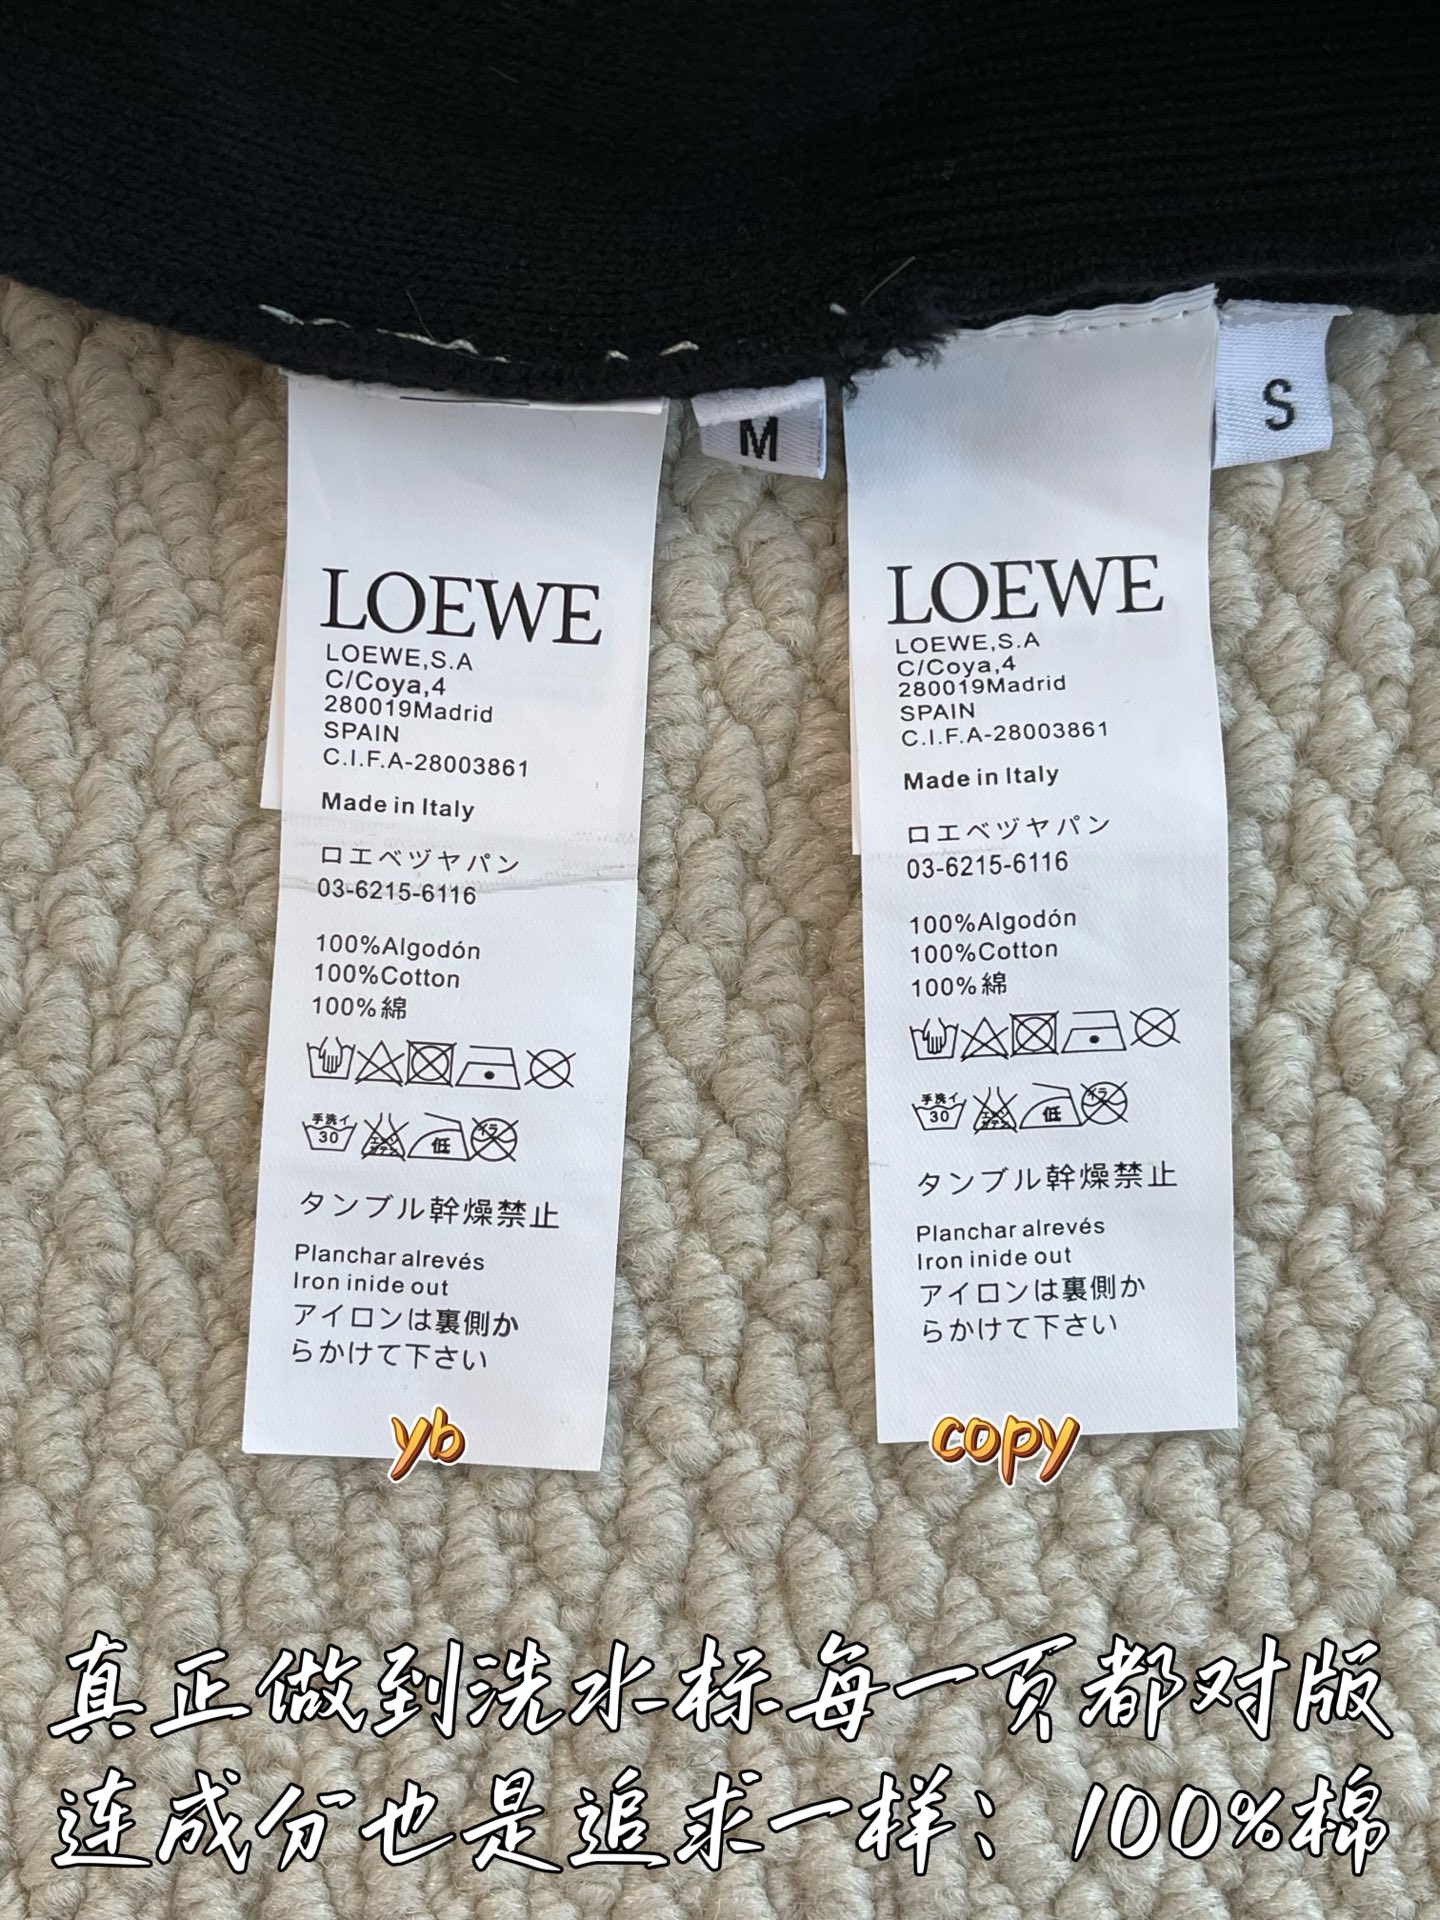 M
S
LOEWE
LOEWE,S.A
C/Coya,4
280019Madrid
SPAIN
C.I.F.A-28003861
Made in Italy
ロエベヅヤパン
03-6215-6116
100%Algodón
100%Cotton
100%綿
手洗イ
30
低
タンブル幹燥禁止
Planchar alrevés
Iron inide out
アイロンは裏側か
らかけて下さい
yb
LOEWE
LOEWE,S.A
C/Coya,4
280019Madrid
SPAIN
C.I.F.A-28003861
Made in Italy
ロエベヅヤパン
03-6215-6116
100%Algodón
100%Cotton
100%綿
手洗イ
30
低
タンブル幹燥禁止
Planchar alrevés
Iron inide out
アイロンは裏側か
らかけて下さい
copy
真正做到洗水标每一页都对版
连成分也是追求一样：100%棉